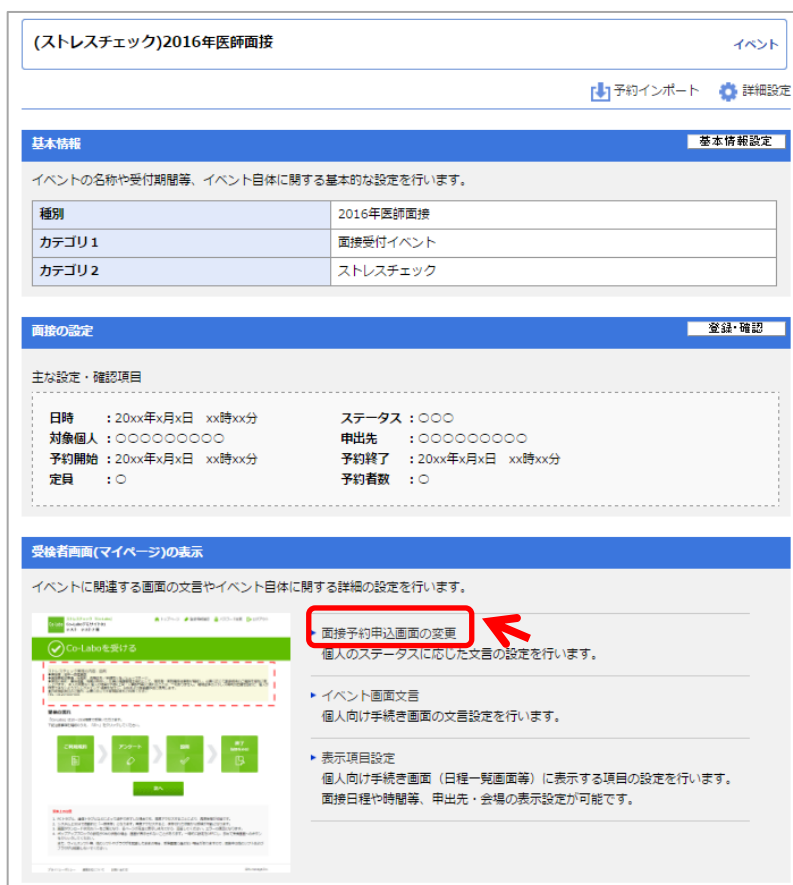 (ストレスチェック)2016年医師面接
イベント
予約インポート 詳細設定
基本情報
基本情報設定
イベントの名称や受付期間等、イベント自体に関する基本的な設定を行います。
種別 2016年医師面接
カテゴリ1 面接受付イベント
カテゴリ2 ストレスチェック
面接の設定
登録・確認
主な設定・確認項目
日時 :20xx年x月x日 xx時xx分 ステータス:○○○
対象個人:○○○○○○○○○ 申出先 :○○○○○○○○○
予約開始:20xx年x月x日 xx時xx分 予約終了 :20xx年x月x日 xx時xx分
定員 :○ 予約者数 :○
受検者画面(マイページ)の表示
イベントに関連する画面の文言やイベント自体に関する詳細の設定を行います。
Co-Laboを受ける
アンケート
面接予約申込画面の変更
個人のステータスに応じた文言の設定を行います。
イベント画面文言
個人向け手続き画面の文言設定を行います。
表示項目設定
個人向け手続き画面（日程一覧画面等）に表示する項目の設定を行います。
面接日程や時間等、申出先・会場の表示設定が可能です。